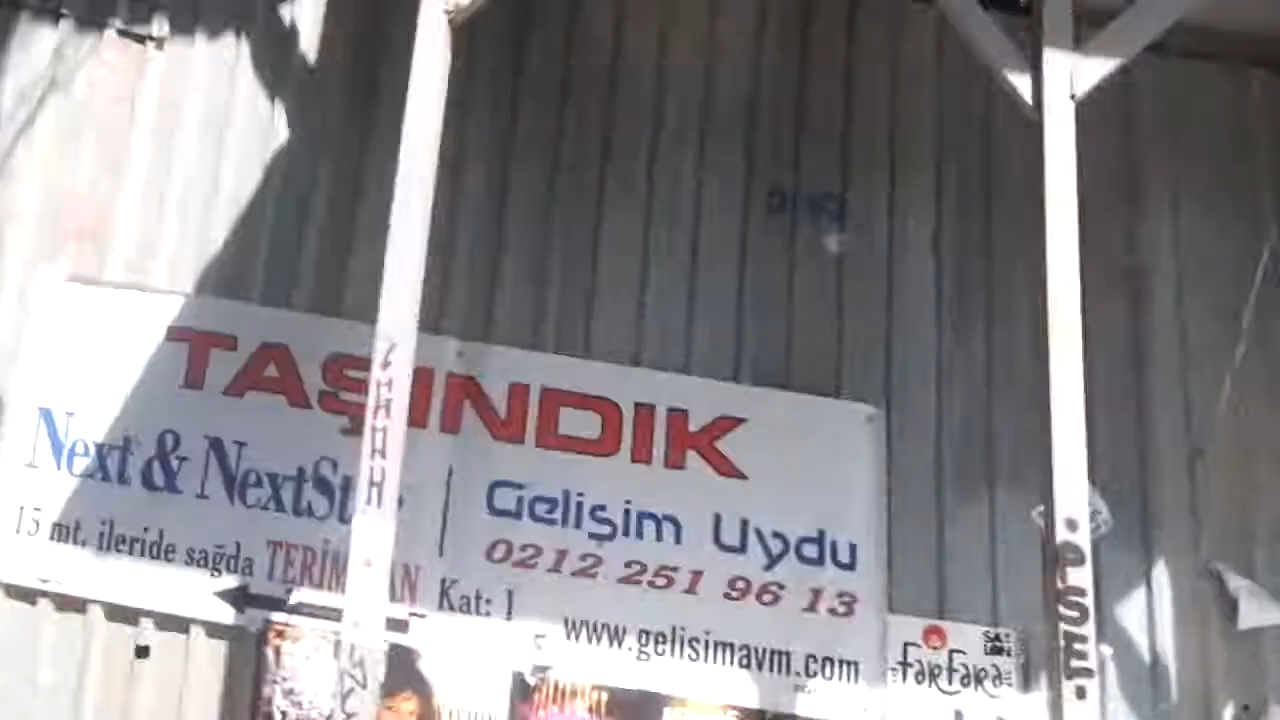 TAŞINDIK
Next & NextSt
Gelişim Uydu
0212 251 96 13
15 mt. ileride sağda Kat: 1
www.gelisimavm.com
farfara
PSE